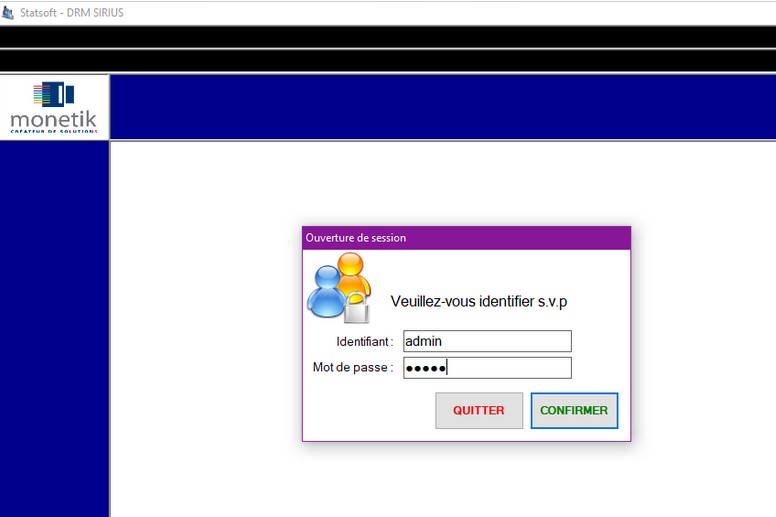 Statsoft - DRM SIRIUS
monetik
CRÉATEUR DE SOLUTIONS
Ouverture de session
Veuillez-vous identifier s.v.p
Identifiant :
admin
Mot de passe :
●●●●●
QUITTER
CONFIRMER